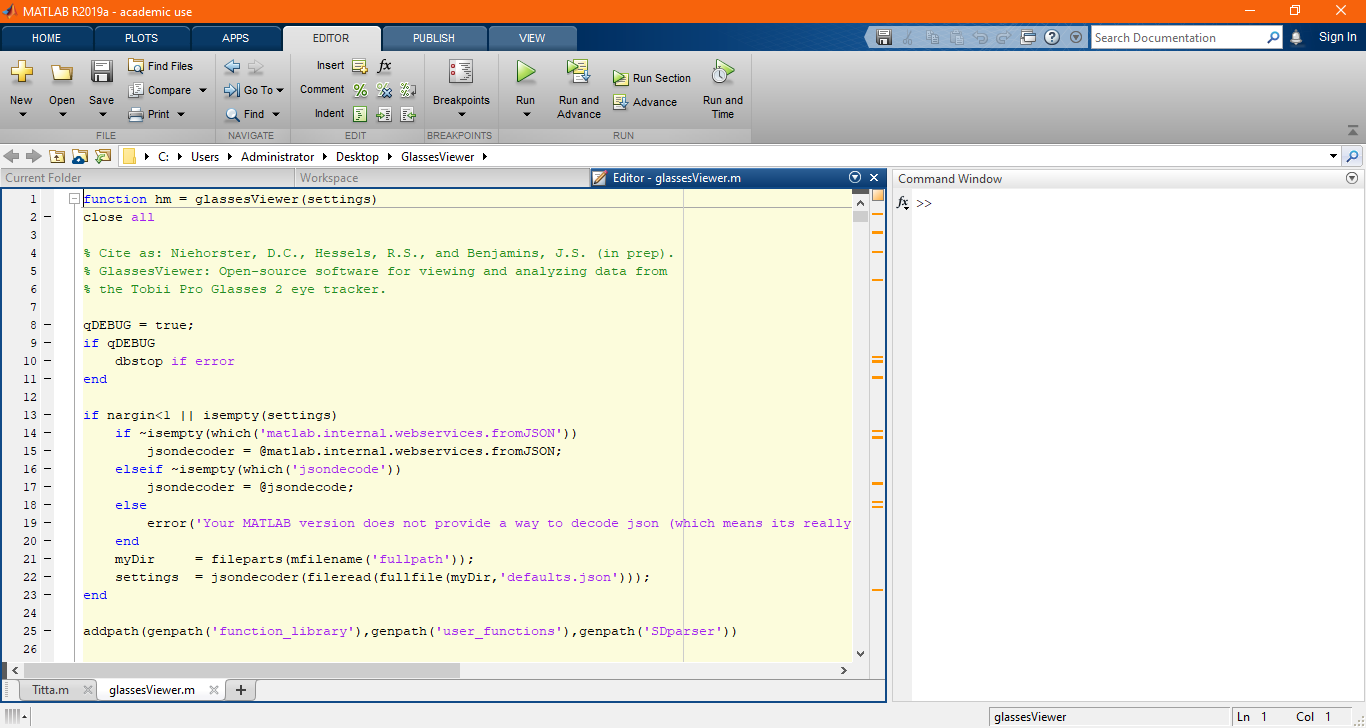 MATLAB R2019a - academic use
HOME PLOTS APPS EDITOR PUBLISH VIEW Search Documentation Sign In
New Open Save Find Files Compare Print
FILE
Go To Find
NAVIGATE
Insert fx
Comment % % %
Indent
EDIT
Breakpoints
BREAKPOINTS
Run Run and Advance Run Section Advance Run and Time
RUN
C: Users Administrator Desktop GlassesViewer
Current Folder Workspace Editor - glassesViewer.m Command Window
fx >>
1 function hm = glassesViewer(settings)
2 - close all
3
4 % Cite as: Niehorster, D.C., Hessels, R.S., and Benjamins, J.S. (in prep).
5 % GlassesViewer: Open-source software for viewing and analyzing data from
6 % the Tobii Pro Glasses 2 eye tracker.
7
8 - qDEBUG = true;
9 - if qDEBUG
10 - dbstop if error
11 - end
12
13 - if nargin<1 || isempty(settings)
14 - if ~isempty(which('matlab.internal.webservices.fromJSON'))
15 - jsondecoder = @matlab.internal.webservices.fromJSON;
16 - elseif ~isempty(which('jsondecode'))
17 - jsondecoder = @jsondecode;
18 - else
19 - error('Your MATLAB version does not provide a way to decode json (which means its really
20 - end
21 - myDir = fileparts(mfilename('fullpath'));
22 - settings = jsondecoder(fileread(fullfile(myDir,'defaults.json')));
23 - end
24
25 - addpath(genpath('function_library'),genpath('user_functions'),genpath('SDparser'))
26
Titta.m glassesViewer.m +
glassesViewer Ln 1 Col 1